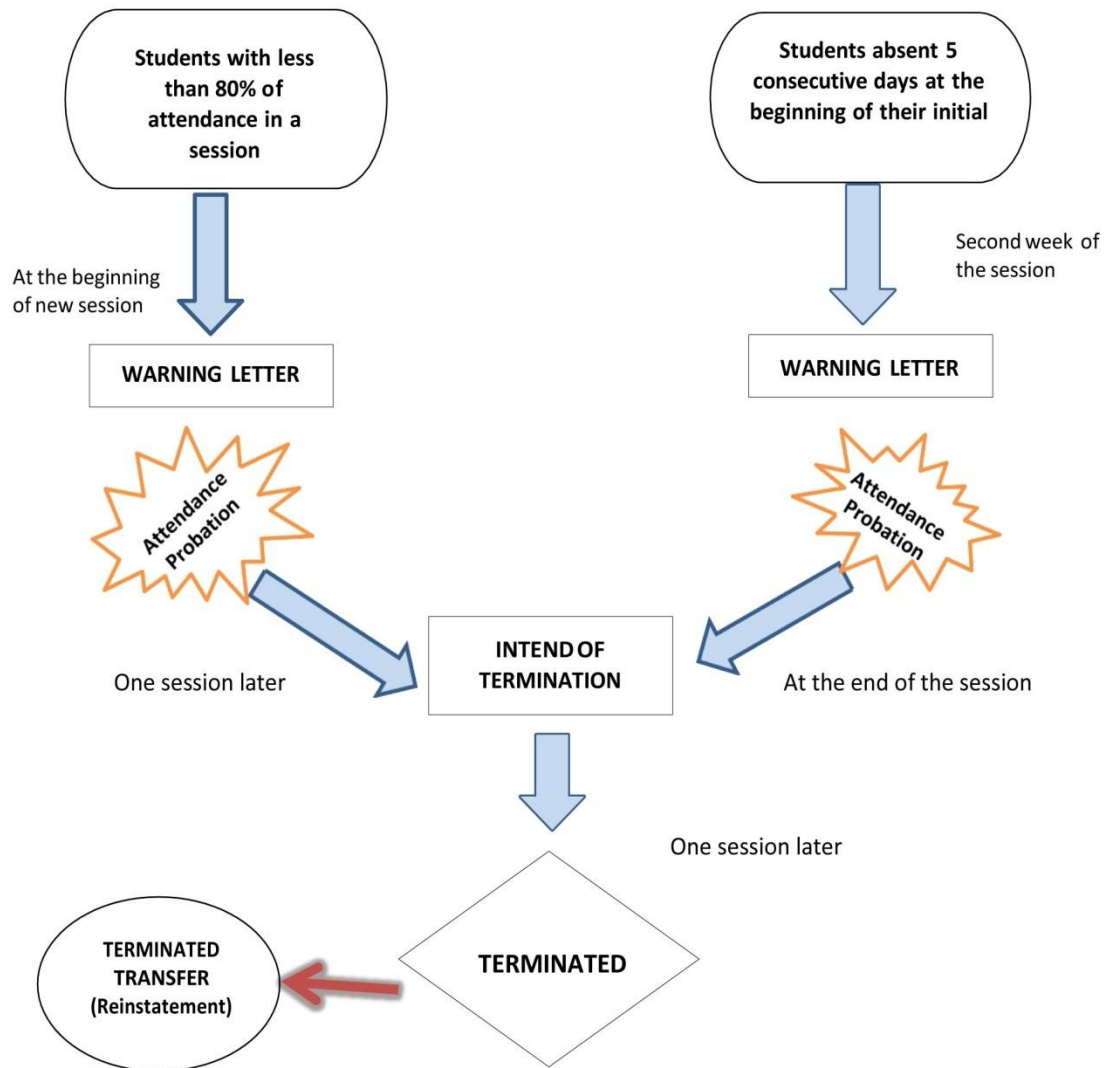 Students with less
than 80% of
attendance in a
session
Students absent 5
consecutive days at the
beginning of their initial
At the beginning
of new session
Second week of
the session
WARNING LETTER
WARNING LETTER
Attendance
Probation
Attendance
Probation
One session later
INTEND OF
TERMINATION
At the end of the session
One session later
TERMINATED
TERMINATED
TRANSFER
(Reinstatement)